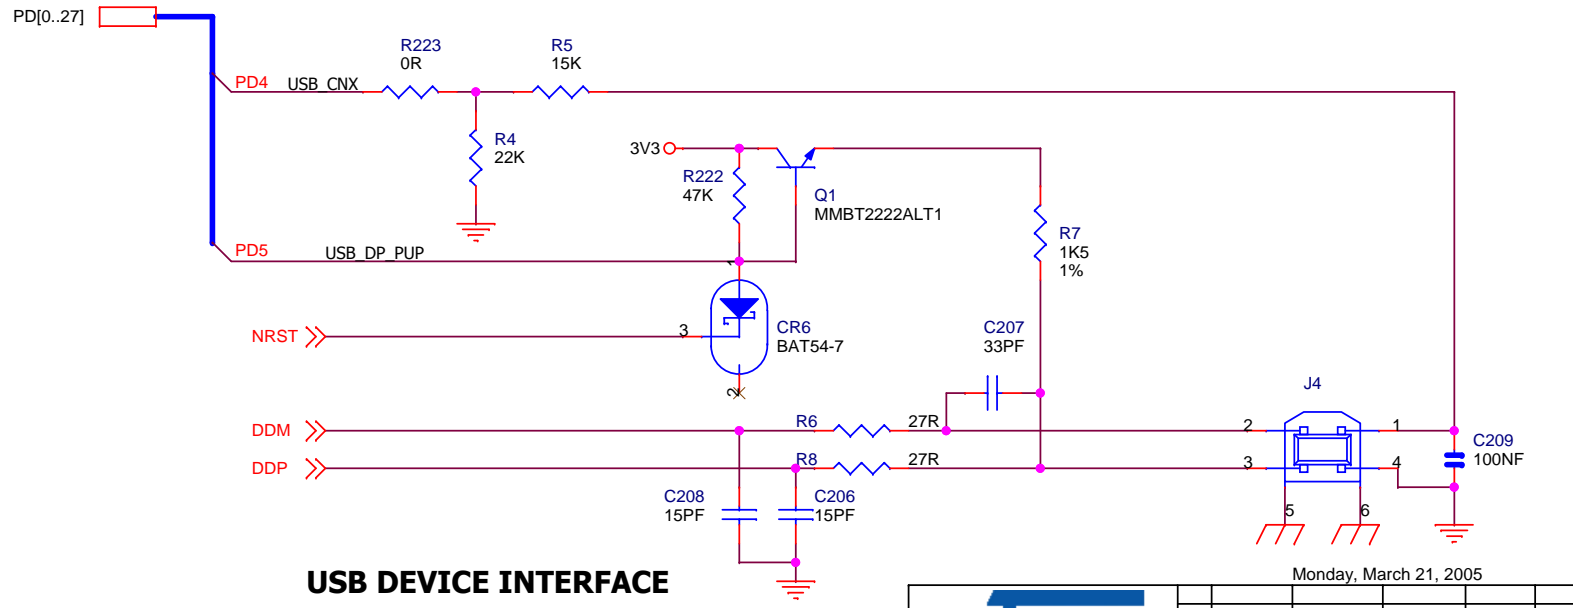 PD[0..27]
R223
0R
R5
15K
PD4
USB_CNX
R4
22K
3V3
R222
47K
Q1
MMBT2222ALT1
R7
1K5
1%
PD5
USB_DP_PUP
1
NRST
3
CR6
BAT54-7
2
C207
33PF
J4
DDM
R6
27R
2
1
C209
100NF
DDP
R8
27R
3
4
C208
15PF
C206
15PF
5
6
USB DEVICE INTERFACE
Monday, March 21, 2005